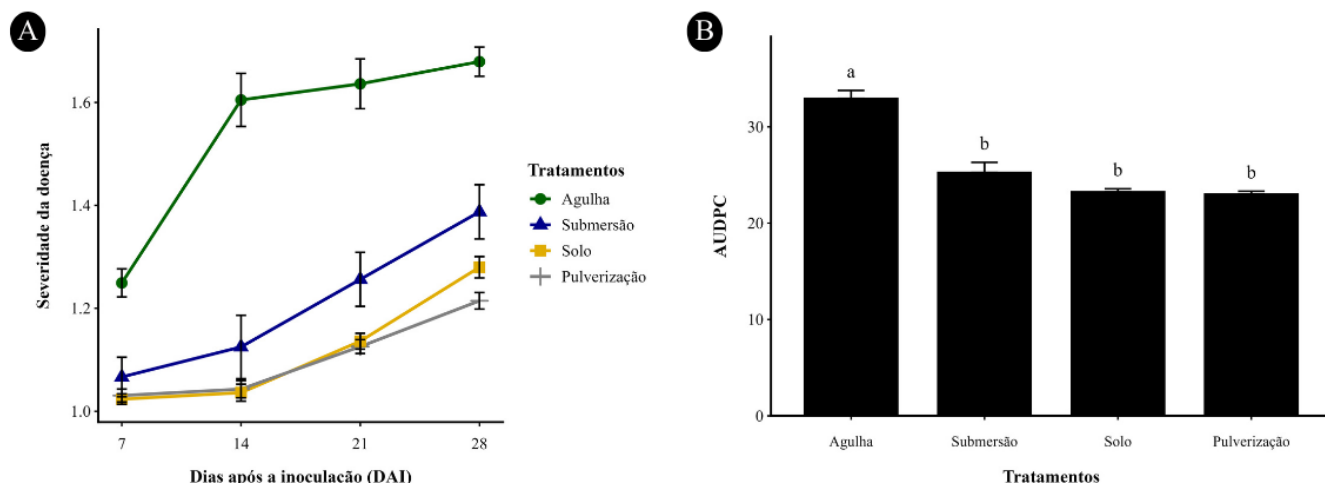 A
Severidade da doença
1.6
1.4
1.2
1.0
7 14 21 28
Dias após a inoculação (DAI)
Tratamentos
Agulha
Submersão
Solo
Pulverização
B
AUDPC
30
20
10
0
a
b
b
b
Agulha Submersão Solo Pulverização
Tratamentos